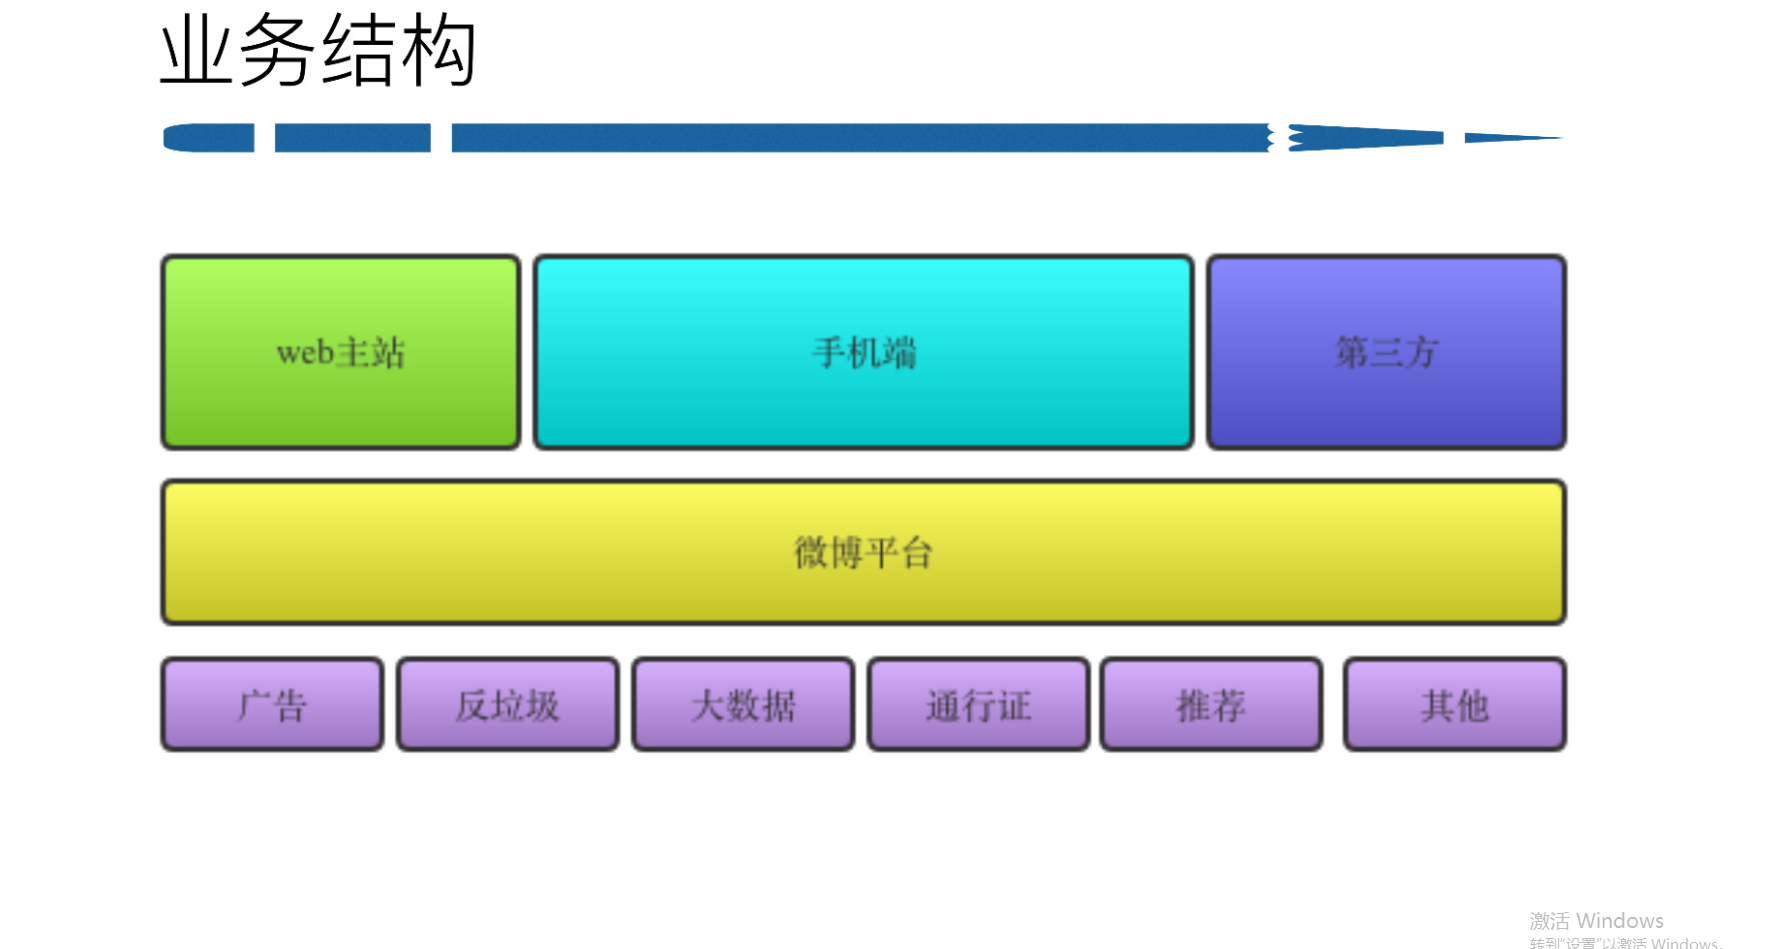 业务结构
web主站 手机端 第三方
微博平台
广告 反垃圾 大数据 通行证 推荐 其他
激活 Windows
转到“设置”以激活 Windows。